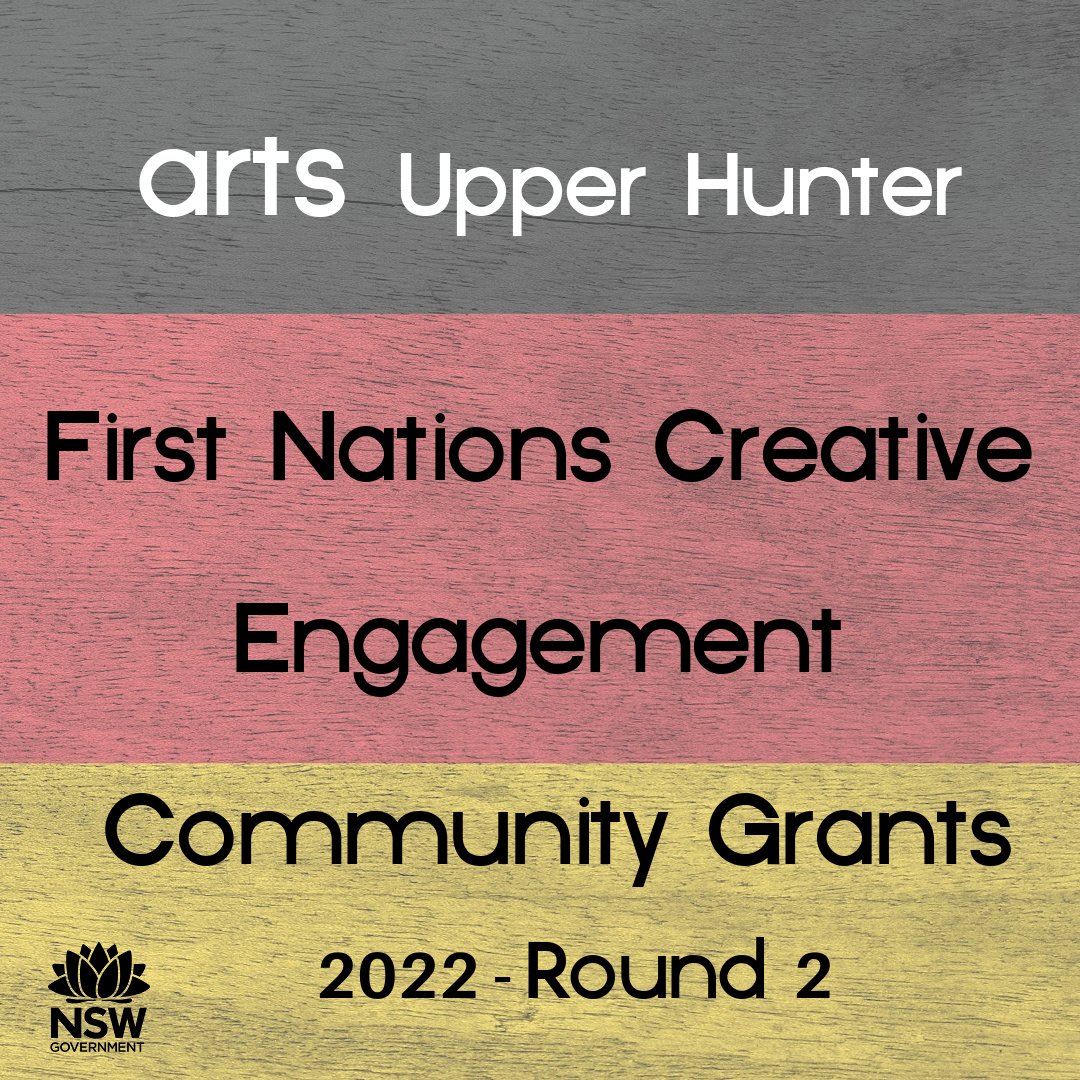 arts Upper Hunter
First Nations Creative
Engagement
Community Grants
2022 - Round 2
NSW
GOVERNMENT